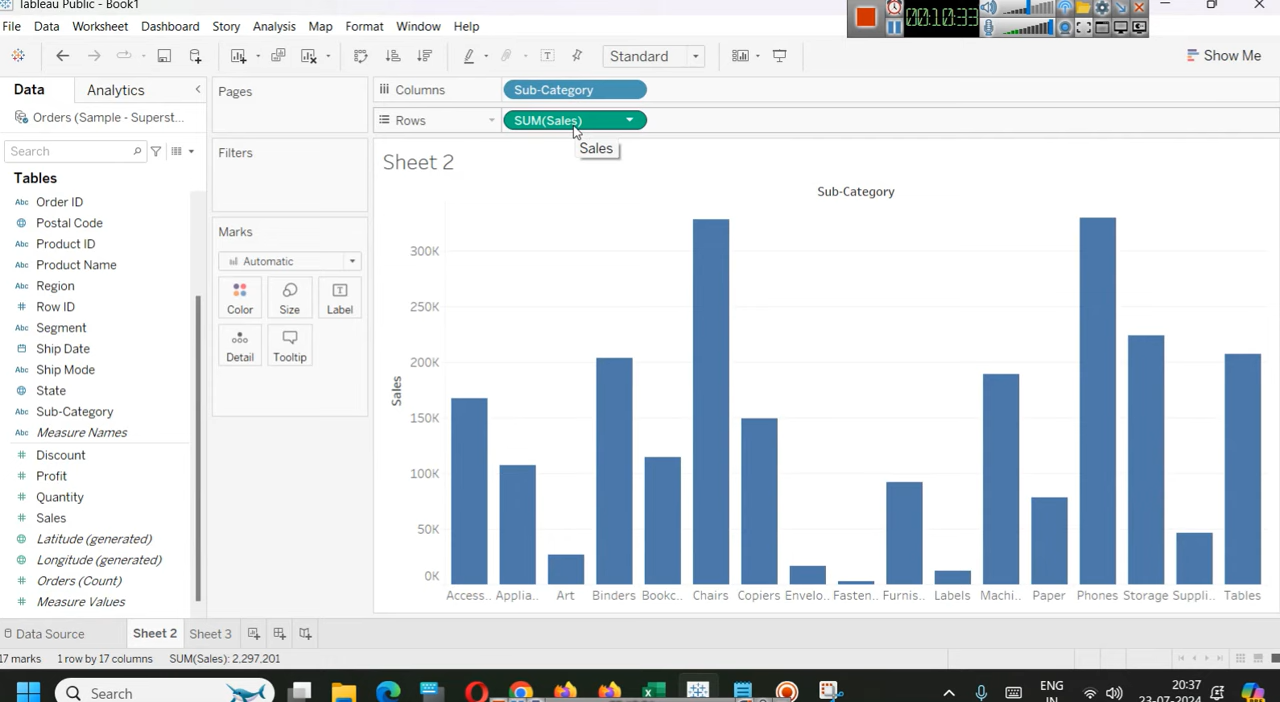 Tableau Public - Book1
00:10:33
File Data Worksheet Dashboard Story Analysis Map Format Window Help
Standard
Show Me
Data Analytics
Pages
Columns
Sub-Category
Orders (Sample - Superst...
Rows
SUM(Sales)
Search
Filters
Sales
Sheet 2
Tables
Sub-Category
Order ID
Postal Code
Product ID
Product Name
Region
Row ID
Segment
Ship Date
Ship Mode
State
Sub-Category
Measure Names
Discount
Profit
Quantity
Sales
Latitude (generated)
Longitude (generated)
Orders (Count)
Measure Values
Marks
Automatic
Color Size Label
Detail Tooltip
Sales
300K
250K
200K
150K
100K
50K
0K
Access.. Applia.. Art Binders Bookc.. Chairs Copiers Envelo.. Fasten.. Furnis.. Labels Machi.. Paper Phones Storage Suppli.. Tables
Data Source Sheet 2 Sheet 3
17 marks 1 row by 17 columns SUM(Sales): 2,297,201
Search
ENG
IN
20:37
23-07-2024